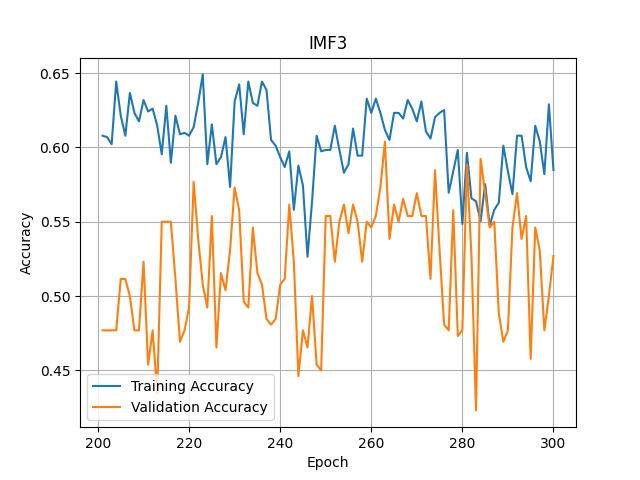 IMF3
0.65
0.60
0.55
0.50
0.45
Accuracy
Training Accuracy
Validation Accuracy
200 220 240 260 280 300
Epoch